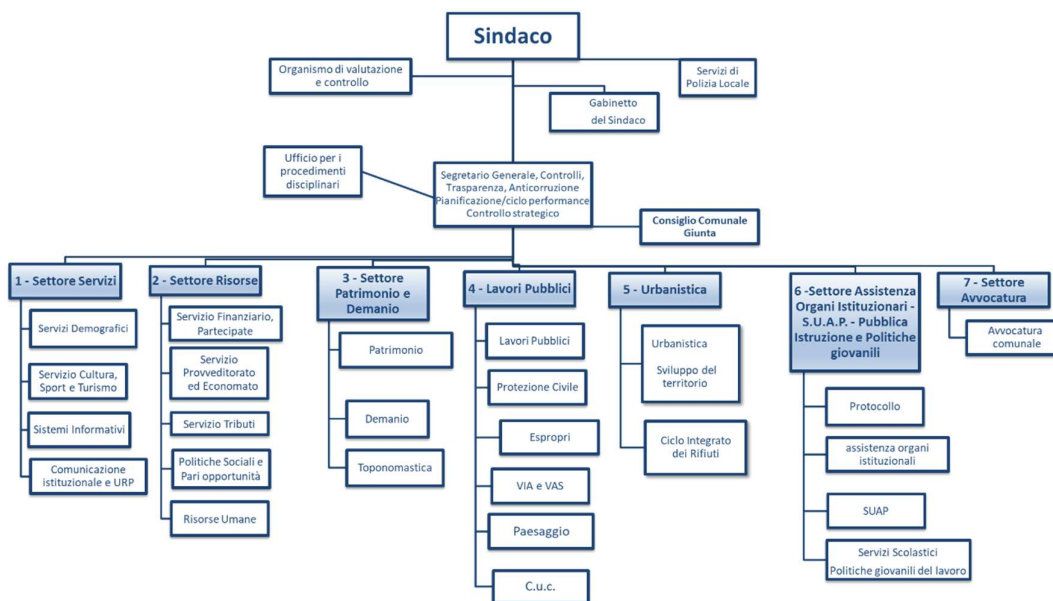 Sindaco
Organismo di valutazione
e controllo
Servizi di
Polizia Locale
Gabinetto
del Sindaco
Ufficio per i
procedimenti
disciplinari
Segretario Generale, Controlli,
Trasparenza, Anticorruzione
Pianificazione/ciclo performance
Controllo strategico
Consiglio Comunale
Giunta
1 - Settore Servizi
Servizi Demografici
Servizio Cultura,
Sport e Turismo
Sistemi Informativi
Comunicazione
istituzionale e URP
2 - Settore Risorse
Servizio Finanziario,
Partecipate
Servizio
Provveditorato
ed Economato
Servizio Tributi
Politiche Sociali e
Pari opportunità
Risorse Umane
3 - Settore
Patrimonio e
Demanio
Patrimonio
Demanio
Toponomastica
4 - Lavori Pubblici
Lavori Pubblici
Protezione Civile
Espropri
VIA e VAS
Paesaggio
C.u.c.
5 - Urbanistica
Urbanistica
Sviluppo del
territorio
Ciclo Integrato
dei Rifiuti
6 -Settore Assistenza
Organi Istituzionari -
S.U.A.P. - Pubblica
Istruzione e Politiche
giovanili
Protocollo
assistenza organi
istituzionali
SUAP
Servizi Scolastici
Politiche giovanili del lavoro
7 - Settore
Avvocatura
Avvocatura
comunale